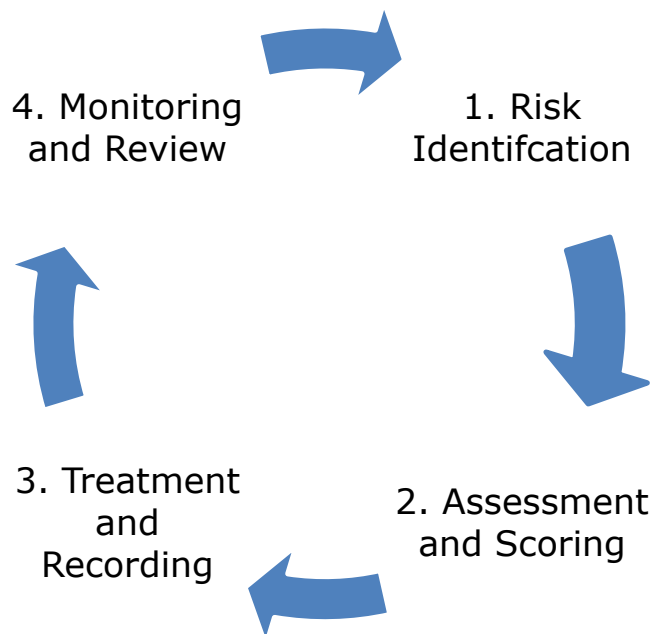 4. Monitoring
and Review
1. Risk
Identifcation
3. Treatment
and
Recording
2. Assessment
and Scoring